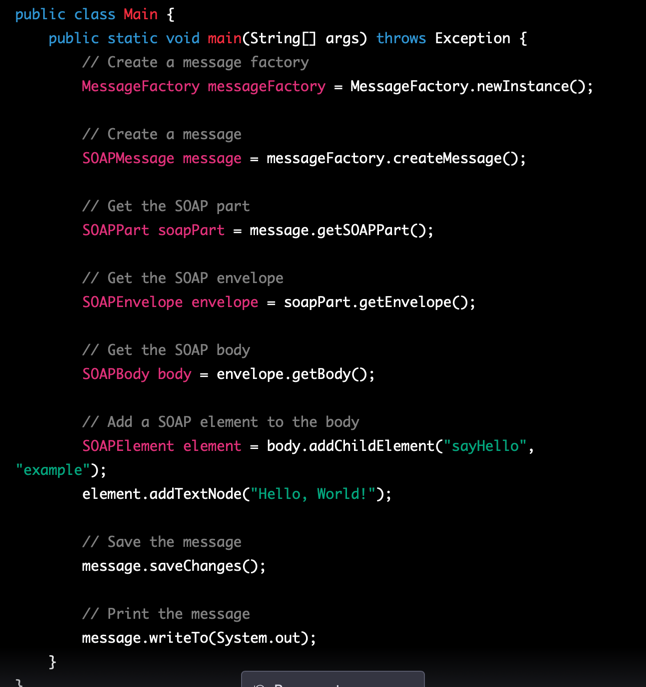 public class Main {
    public static void main(String[] args) throws Exception {
        // Create a message factory
        MessageFactory messageFactory = MessageFactory.newInstance();

        // Create a message
        SOAPMessage message = messageFactory.createMessage();

        // Get the SOAP part
        SOAPPart soapPart = message.getSOAPPart();

        // Get the SOAP envelope
        SOAPEnvelope envelope = soapPart.getEnvelope();

        // Get the SOAP body
        SOAPBody body = envelope.getBody();

        // Add a SOAP element to the body
        SOAPElement element = body.addChildElement("sayHello",
"example");
        element.addTextNode("Hello, World!");

        // Save the message
        message.saveChanges();

        // Print the message
        message.writeTo(System.out);
    }
}